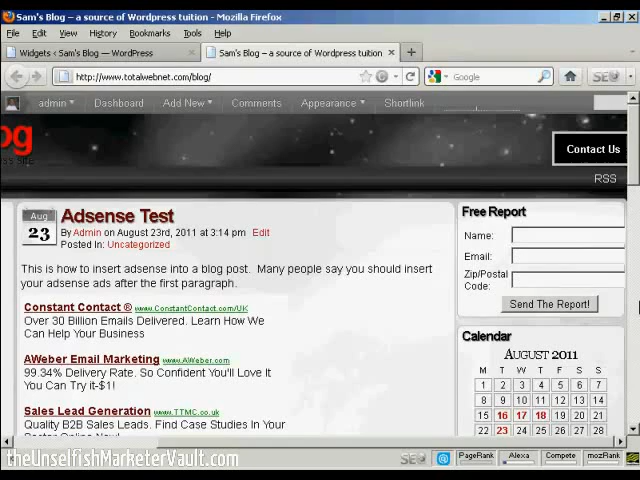 Sam's Blog – a source of Wordpress tuition - Mozilla Firefox
File Edit View History Bookmarks Tools Help
Widgets < Sam's Blog — WordPress
Sam's Blog – a source of Wordpress tuition
http://www.totalwebnet.com/blog/
Google
SEO
admin Dashboard Add New Comments Appearance Shortlink
og
Contact Us
RSS
Aug
23
Adsense Test
By Admin on August 23rd, 2011 at 3:14 pm Edit
Posted In: Uncategorized
This is how to insert adsense into a blog post. Many people say you should insert
your adsense ads after the first paragraph.
Constant Contact ® www.ConstantContact.com/UK
Over 30 Billion Emails Delivered. Learn How We
Can Help Your Business
AWeber Email Marketing www.AWeber.com
99.34% Delivery Rate. So Confident You'll Love It
You Can Try it-$1!
Sales Lead Generation www.TTMC.co.uk
Quality B2B Sales Leads. Find Case Studies In Our
Free Report
Name:
Email:
Zip/Postal
Code:
Send The Report!
Calendar
August 2011
M T W T F S S
1 2 3 4 5 6 7
8 9 10 11 12 13 14
15 16 17 18 19 20 21
22 23 24 25 26 27 28
theUnselfishMarketerVault.com
SEO
PageRank
Alexa
Compete
mozRank